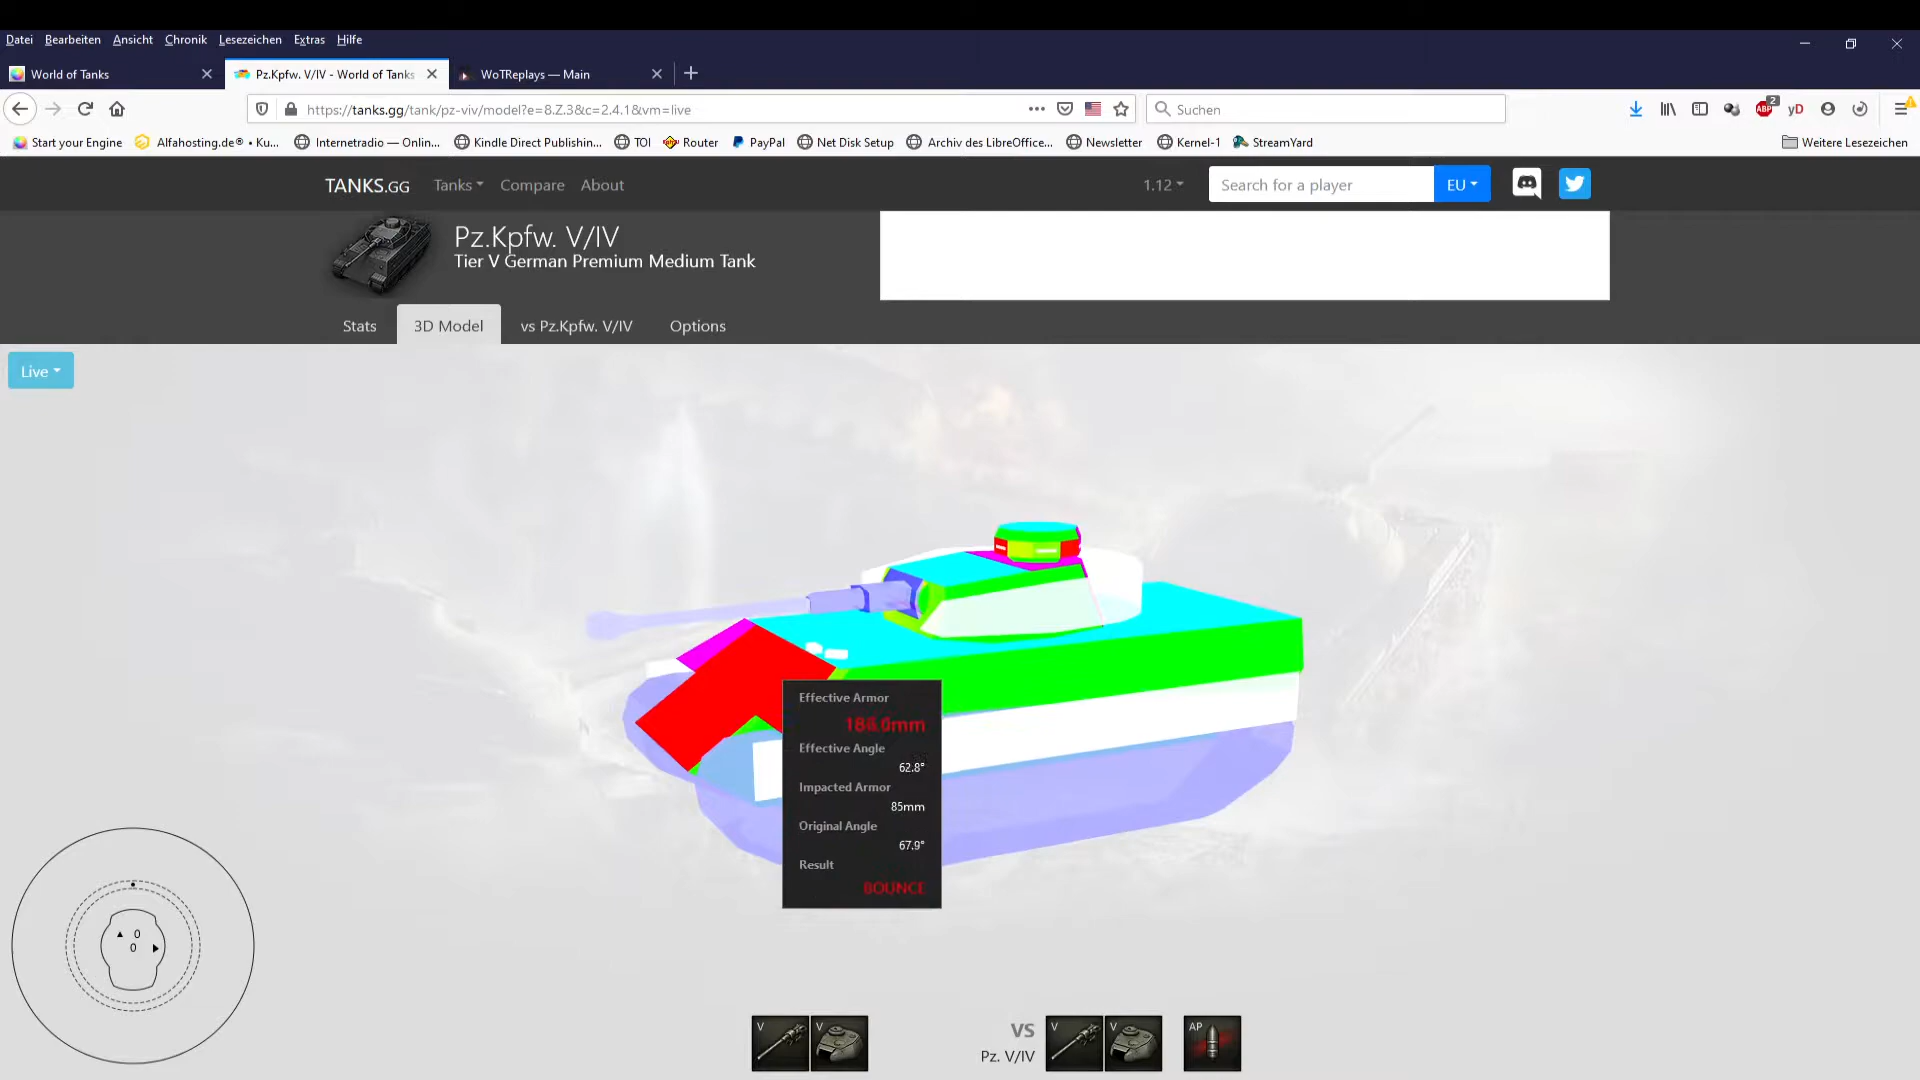 Datei Bearbeiten Ansicht Chronik Lesezeichen Extras Hilfe
World of Tanks
Pz.Kpfw. V/IV - World of Tanks
WoTReplays — Main
https://tanks.gg/tank/pz-viv/model?e=8.Z.3&c=2.4.1&vm=live
Suchen
ABP 2
yD
Start your Engine
Alfahosting.de® • Ku...
Internetradio — Onlin...
Kindle Direct Publishin...
TOI
Router
PayPal
Net Disk Setup
Archiv des LibreOffice...
Newsletter
Kernel-1
StreamYard
Weitere Lesezeichen
TANKS.GG
Tanks Compare About
1.12
Search for a player
EU
Pz.Kpfw. V/IV
Tier V German Premium Medium Tank
Stats 3D Model vs Pz.Kpfw. V/IV Options
Live
Effective Armor
Effective Angle
62.8°
Impacted Armor
85mm
Original Angle
67.9°
Result
BOUNCE
0
0
V V
VS
Pz. V/IV
V V
AP